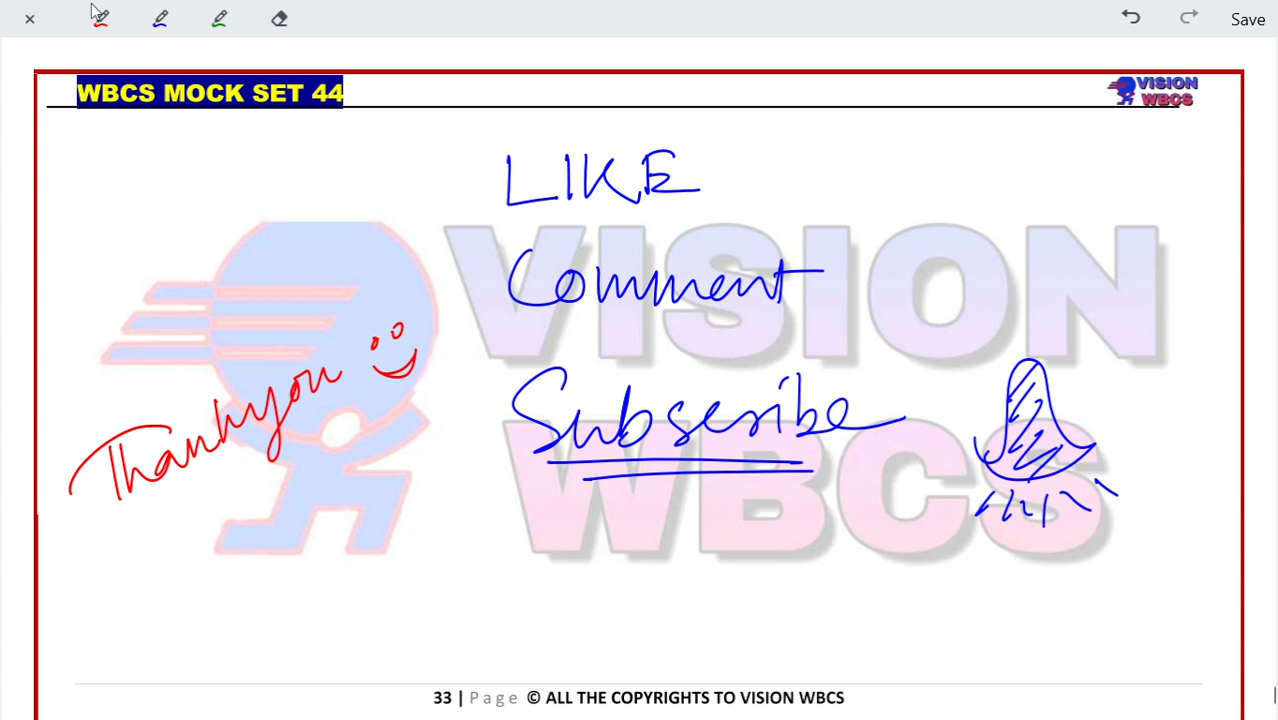 Save
WBCS MOCK SET 44
VISION
WBCS
LIKE
Comment
Subscribe
Thankyou
VISION
WBCS
33 | Page © ALL THE COPYRIGHTS TO VISION WBCS